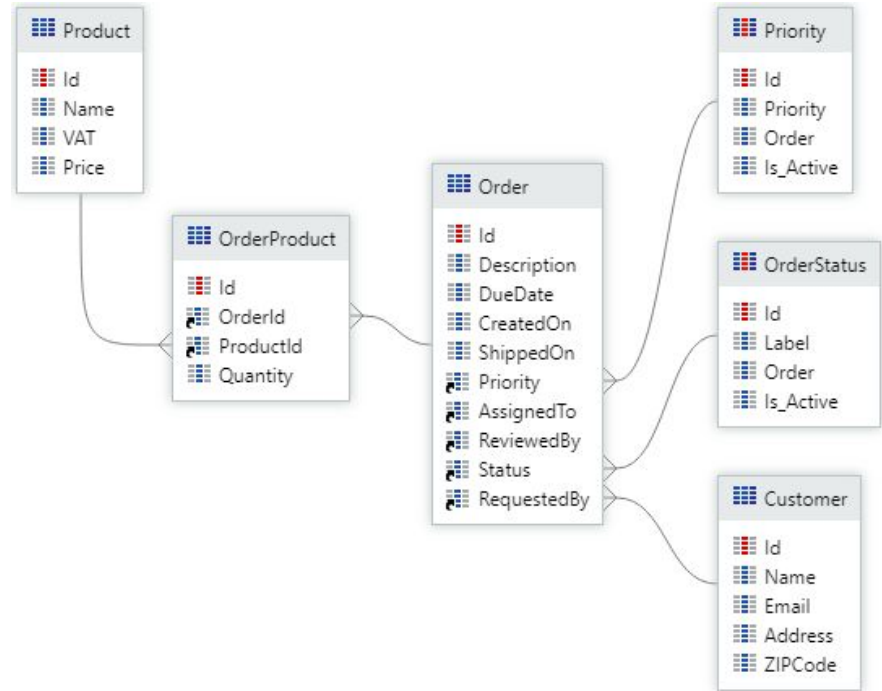 Product
Id
Name
VAT
Price
OrderProduct
Id
OrderId
ProductId
Quantity
Order
Id
Description
DueDate
CreatedOn
ShippedOn
Priority
AssignedTo
ReviewedBy
Status
RequestedBy
Priority
Id
Priority
Order
Is_Active
OrderStatus
Id
Label
Order
Is_Active
Customer
Id
Name
Email
Address
ZIPCode